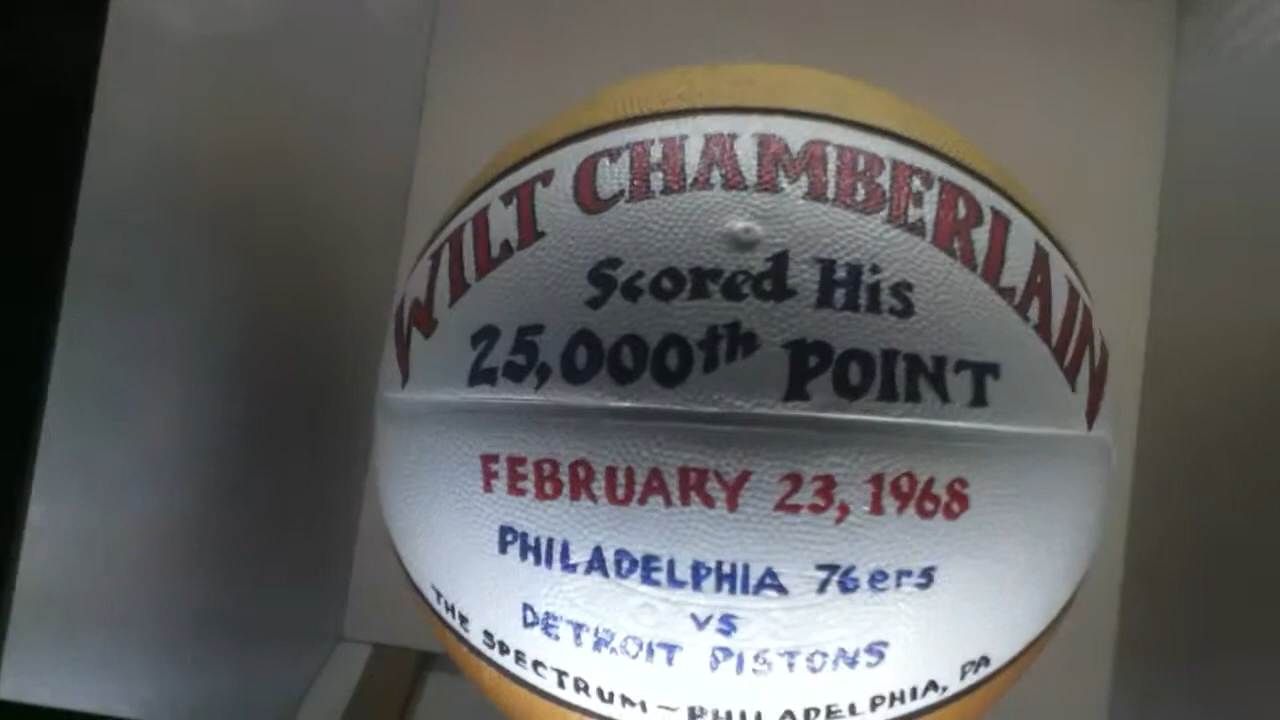 WILT CHAMBERLAIN
Scored His
25,000th POINT
FEBRUARY 23, 1968
PHILADELPHIA 76ers
VS
DETROIT PISTONS
THE SPECTRUM - PHILADELPHIA, PA